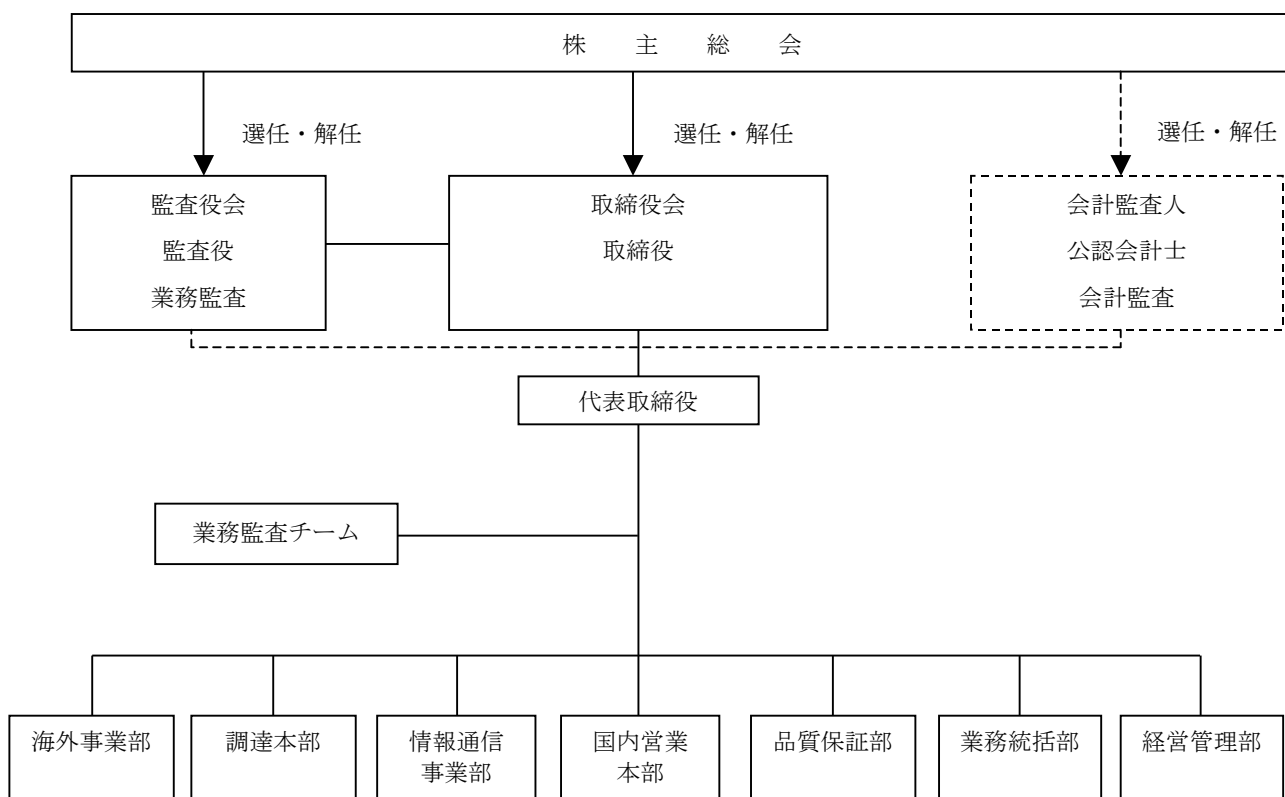 株 主 総 会
選任・解任
選任・解任
選任・解任
監査役会
監査役
業務監査
取締役会
取締役
会計監査人
公認会計士
会計監査
代表取締役
業務監査チーム
海外事業部
調達本部
情報通信
事業部
国内営業
本部
品質保証部
業務統括部
経営管理部